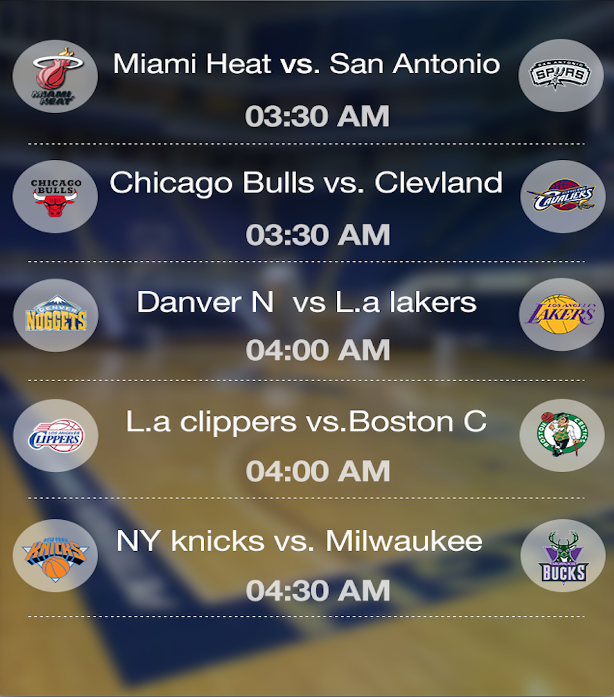 Miami Heat vs. San Antonio
MIAMI HEAT
SAN ANTONIO
SPURS
03:30 AM
Chicago Bulls vs. Clevland
CHICAGO
BULLS
CAVALIERS
03:30 AM
Danver N  vs L.a lakers
DENVER
NUGGETS
LOS ANGELES
LAKERS
04:00 AM
L.a clippers vs.Boston C
LOS ANGELES
CLIPPERS
BOSTON CELTICS
04:00 AM
NY knicks vs. Milwaukee
NEW YORK
KNICKS
BUCKS
04:30 AM